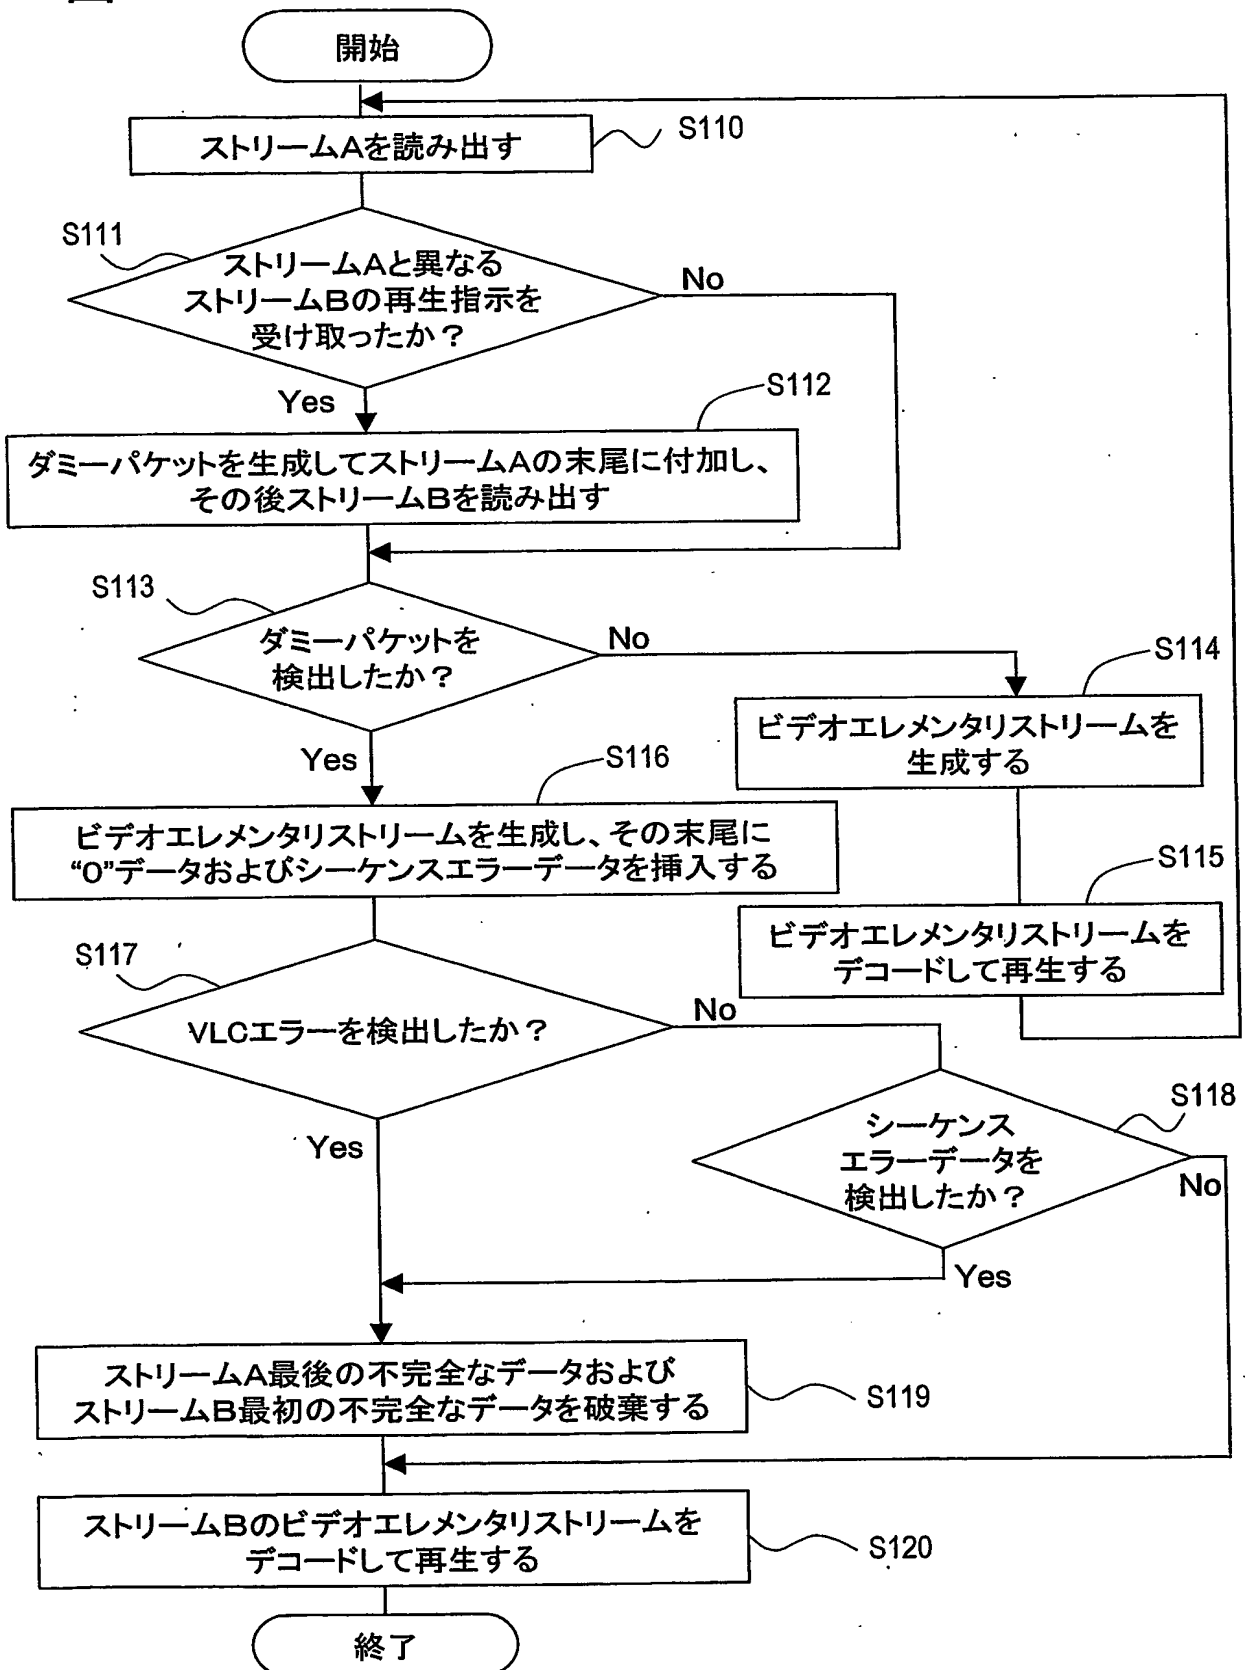 開始
ストリームAを読み出す
S110
S111
ストリームAと異なる
ストリームBの再生指示を
受け取ったか?
No
Yes
S112
ダミーパケットを生成してストリームAの末尾に付加し、
その後ストリームBを読み出す
S113
ダミーパケットを
検出したか?
No
S114
ビデオエレメンタリストリームを
生成する
Yes
S116
ビデオエレメンタリストリームを生成し、その末尾に
“0”データおよびシーケンスエラーデータを挿入する
S115
ビデオエレメンタリストリームを
デコードして再生する
S117
VLCエラーを検出したか?
No
S118
シーケンス
エラーデータを
検出したか?
No
Yes
Yes
ストリームA最後の不完全なデータおよび
ストリームB最初の不完全なデータを破棄する
S119
ストリームBのビデオエレメンタリストリームを
デコードして再生する
S120
終了